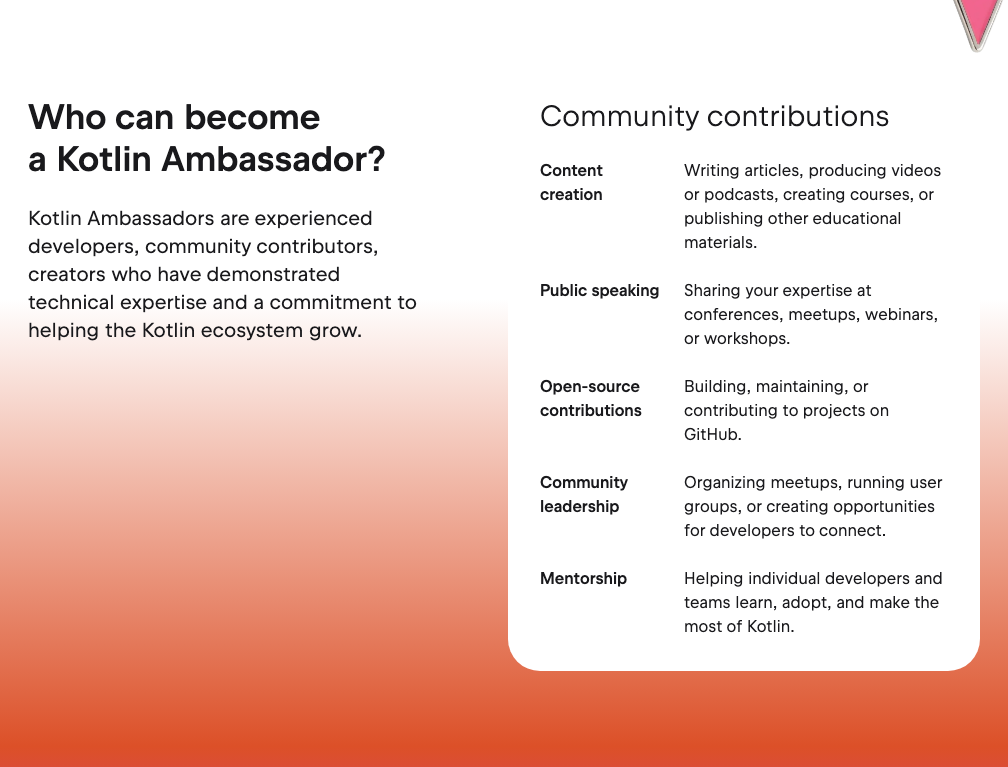 Who can become
a Kotlin Ambassador?
Kotlin Ambassadors are experienced
developers, community contributors,
creators who have demonstrated
technical expertise and a commitment to
helping the Kotlin ecosystem grow.
Community contributions
Content
creation
Writing articles, producing videos
or podcasts, creating courses, or
publishing other educational
materials.
Public speaking
Sharing your expertise at
conferences, meetups, webinars,
or workshops.
Open-source
contributions
Building, maintaining, or
contributing to projects on
GitHub.
Community
leadership
Organizing meetups, running user
groups, or creating opportunities
for developers to connect.
Mentorship
Helping individual developers and
teams learn, adopt, and make the
most of Kotlin.